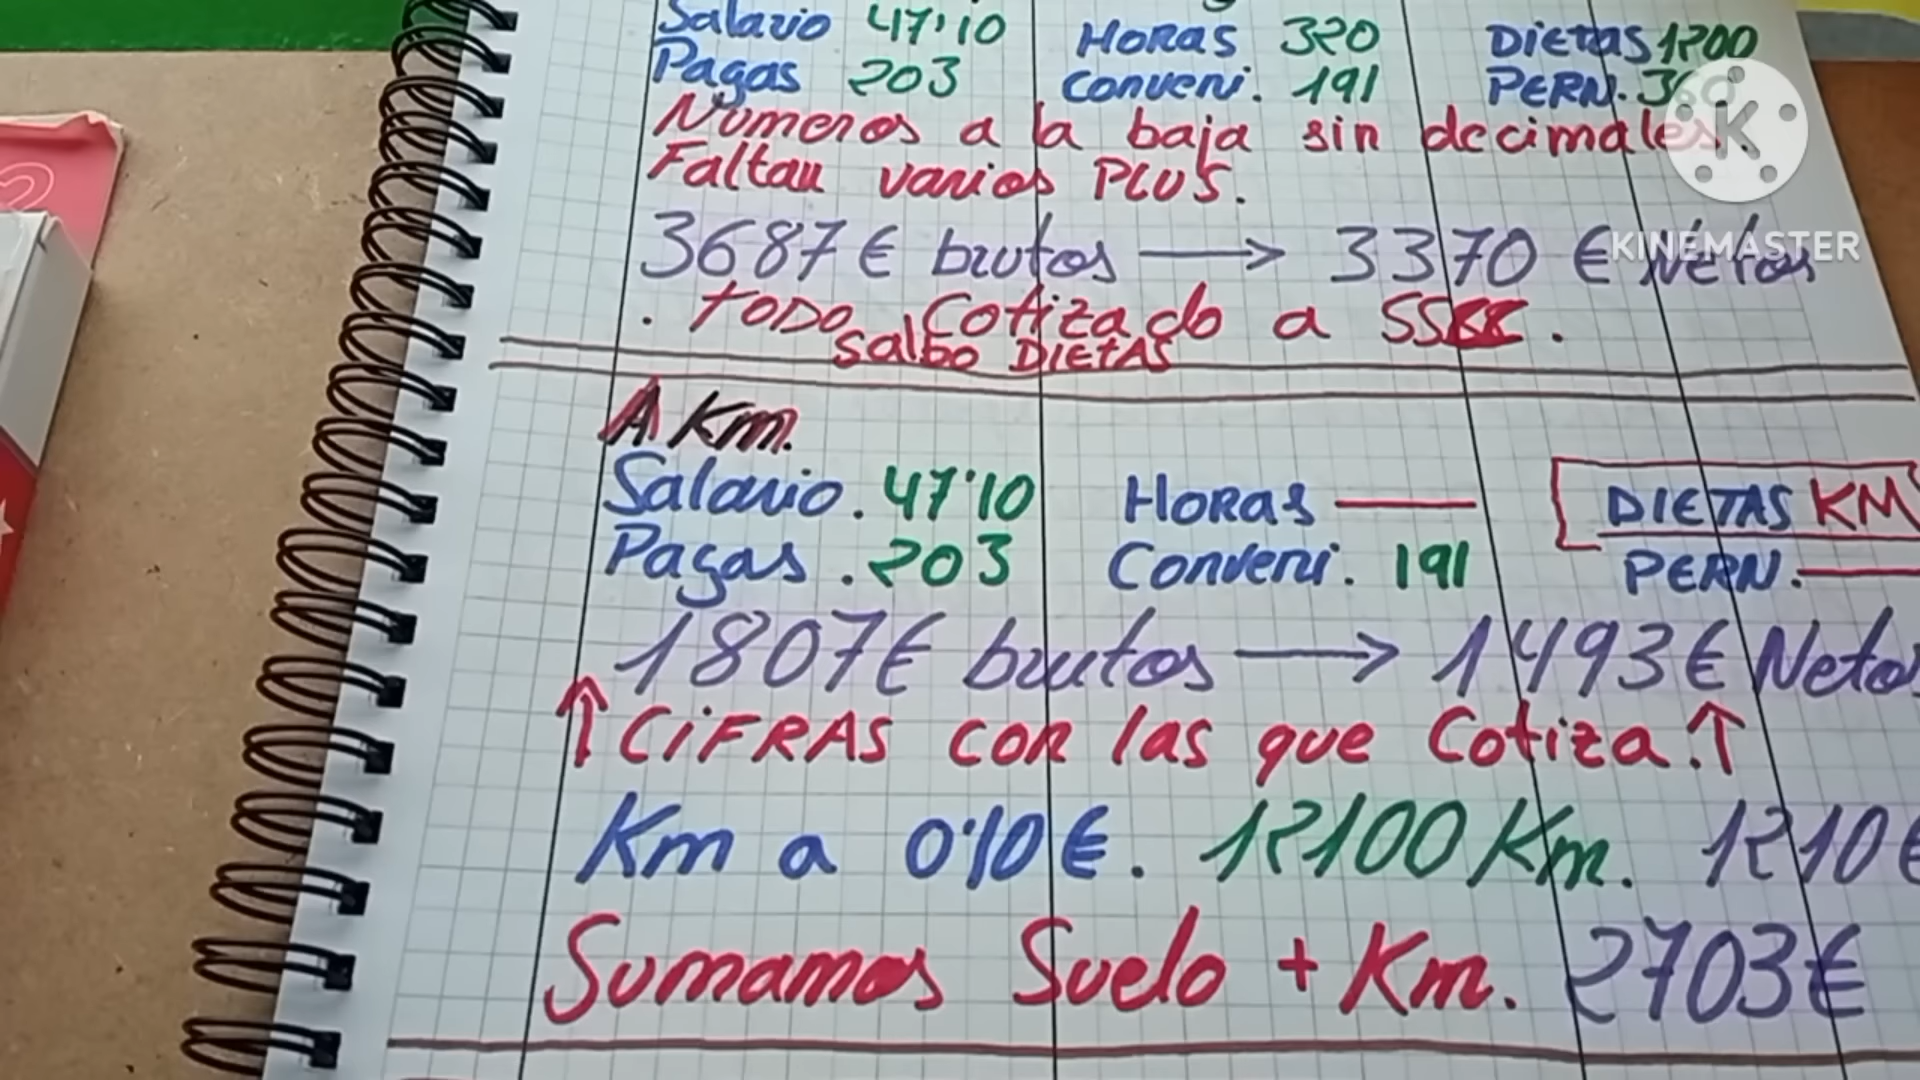 Salario 47'10 Horas 320 Dietas 1200
Pagas 203 Conveni. 191 PERN. 360
Numeros a la baja sin decimales.
Faltan varios PLUS.
3687€ brutos → 3370 € Netos
KINEMASTER
. TODO Cotizado a SS .
salbo DIETAS
A Km.
Salario . 47'10 Horas — DIETAS KM
Pagas . 203 Conveni. 191 PERN. —
1807€ brutos → 1493€ Netos
↑ CiFRAS con las que Cotiza. ↑
Km a 0'10€. 12100 Km. 1210€
Sumamos Suelo + Km. 2703€